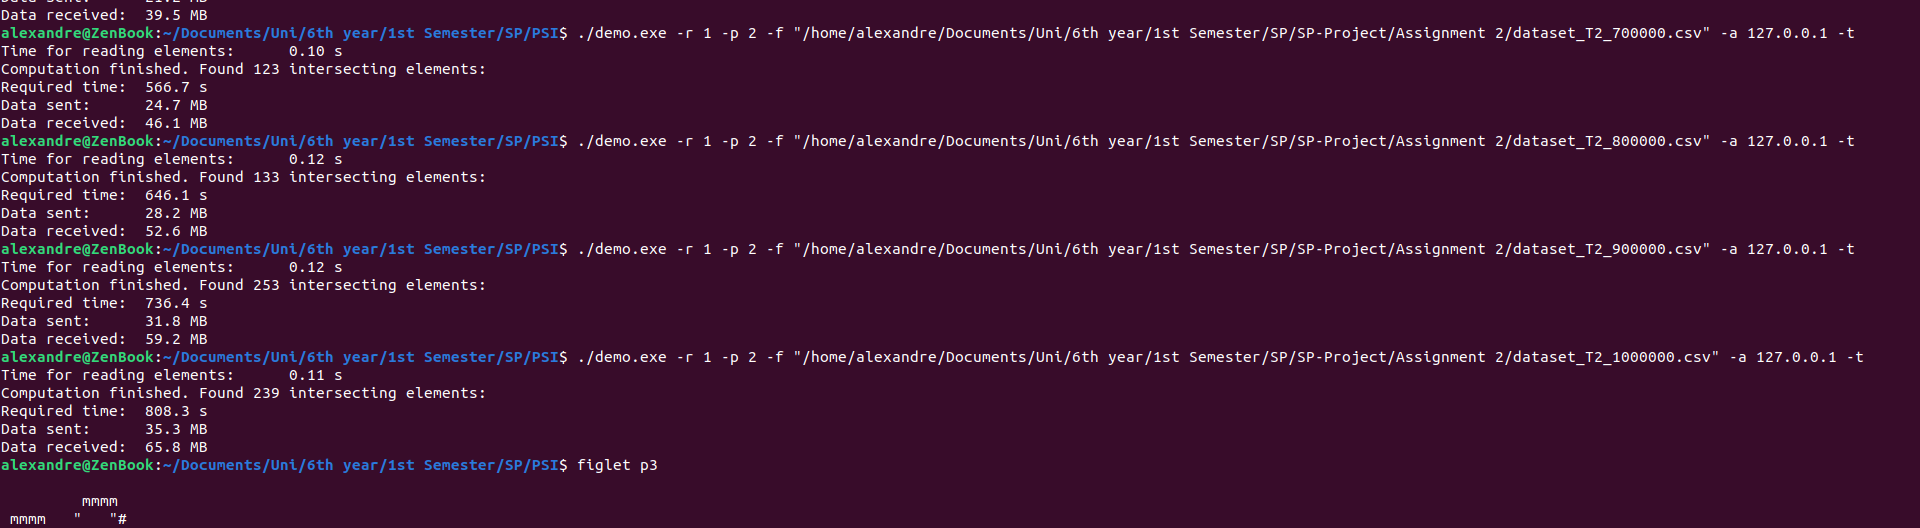 Data received:  39.5 MB
alexandre@ZenBook:~/Documents/Uni/6th year/1st Semester/SP/PSI$ ./demo.exe -r 1 -p 2 -f "/home/alexandre/Documents/Uni/6th year/1st Semester/SP/SP-Project/Assignment 2/dataset_T2_700000.csv" -a 127.0.0.1 -t
Time for reading elements:      0.10 s
Computation finished. Found 123 intersecting elements:
Required time:  566.7 s
Data sent:      24.7 MB
Data received:  46.1 MB
alexandre@ZenBook:~/Documents/Uni/6th year/1st Semester/SP/PSI$ ./demo.exe -r 1 -p 2 -f "/home/alexandre/Documents/Uni/6th year/1st Semester/SP/SP-Project/Assignment 2/dataset_T2_800000.csv" -a 127.0.0.1 -t
Time for reading elements:      0.12 s
Computation finished. Found 133 intersecting elements:
Required time:  646.1 s
Data sent:      28.2 MB
Data received:  52.6 MB
alexandre@ZenBook:~/Documents/Uni/6th year/1st Semester/SP/PSI$ ./demo.exe -r 1 -p 2 -f "/home/alexandre/Documents/Uni/6th year/1st Semester/SP/SP-Project/Assignment 2/dataset_T2_900000.csv" -a 127.0.0.1 -t
Time for reading elements:      0.12 s
Computation finished. Found 253 intersecting elements:
Required time:  736.4 s
Data sent:      31.8 MB
Data received:  59.2 MB
alexandre@ZenBook:~/Documents/Uni/6th year/1st Semester/SP/PSI$ ./demo.exe -r 1 -p 2 -f "/home/alexandre/Documents/Uni/6th year/1st Semester/SP/SP-Project/Assignment 2/dataset_T2_1000000.csv" -a 127.0.0.1 -t
Time for reading elements:      0.11 s
Computation finished. Found 239 intersecting elements:
Required time:  808.3 s
Data sent:      35.3 MB
Data received:  65.8 MB
alexandre@ZenBook:~/Documents/Uni/6th year/1st Semester/SP/PSI$ figlet p3
         mmmm
 mmmm   "   "#